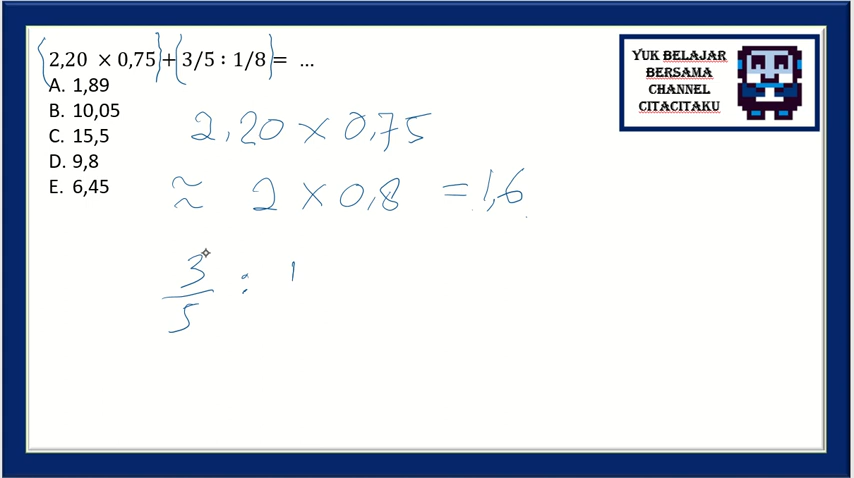 2,20 × 0,75 + 3/5 : 1/8 = ...
A. 1,89
B. 10,05
C. 15,5
D. 9,8
E. 6,45
YUK BELAJAR
BERSAMA
CHANNEL
CITACITAKU
2,20 × 0,75
≈ 2 × 0,8 = 1,6
3/5 : 1